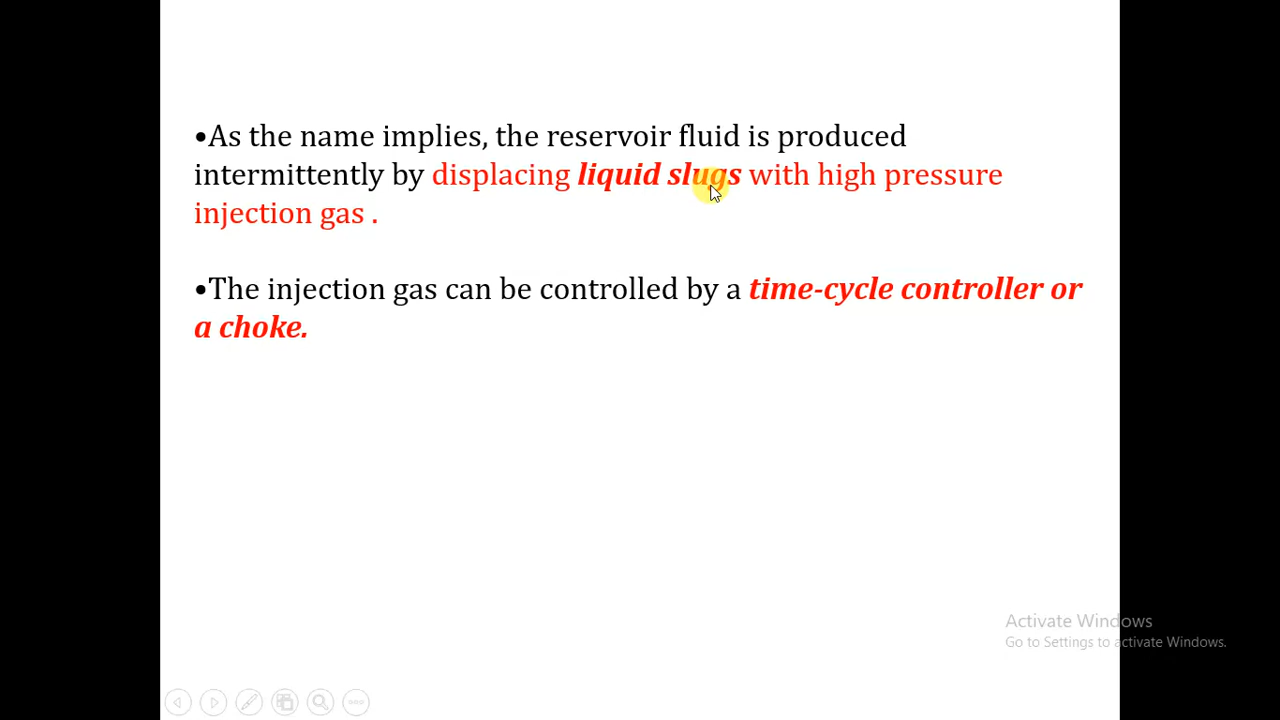 •As the name implies, the reservoir fluid is produced
intermittently by displacing liquid slugs with high pressure
injection gas .
•The injection gas can be controlled by a time-cycle controller or
a choke.
Activate Windows
Go to Settings to activate Windows.